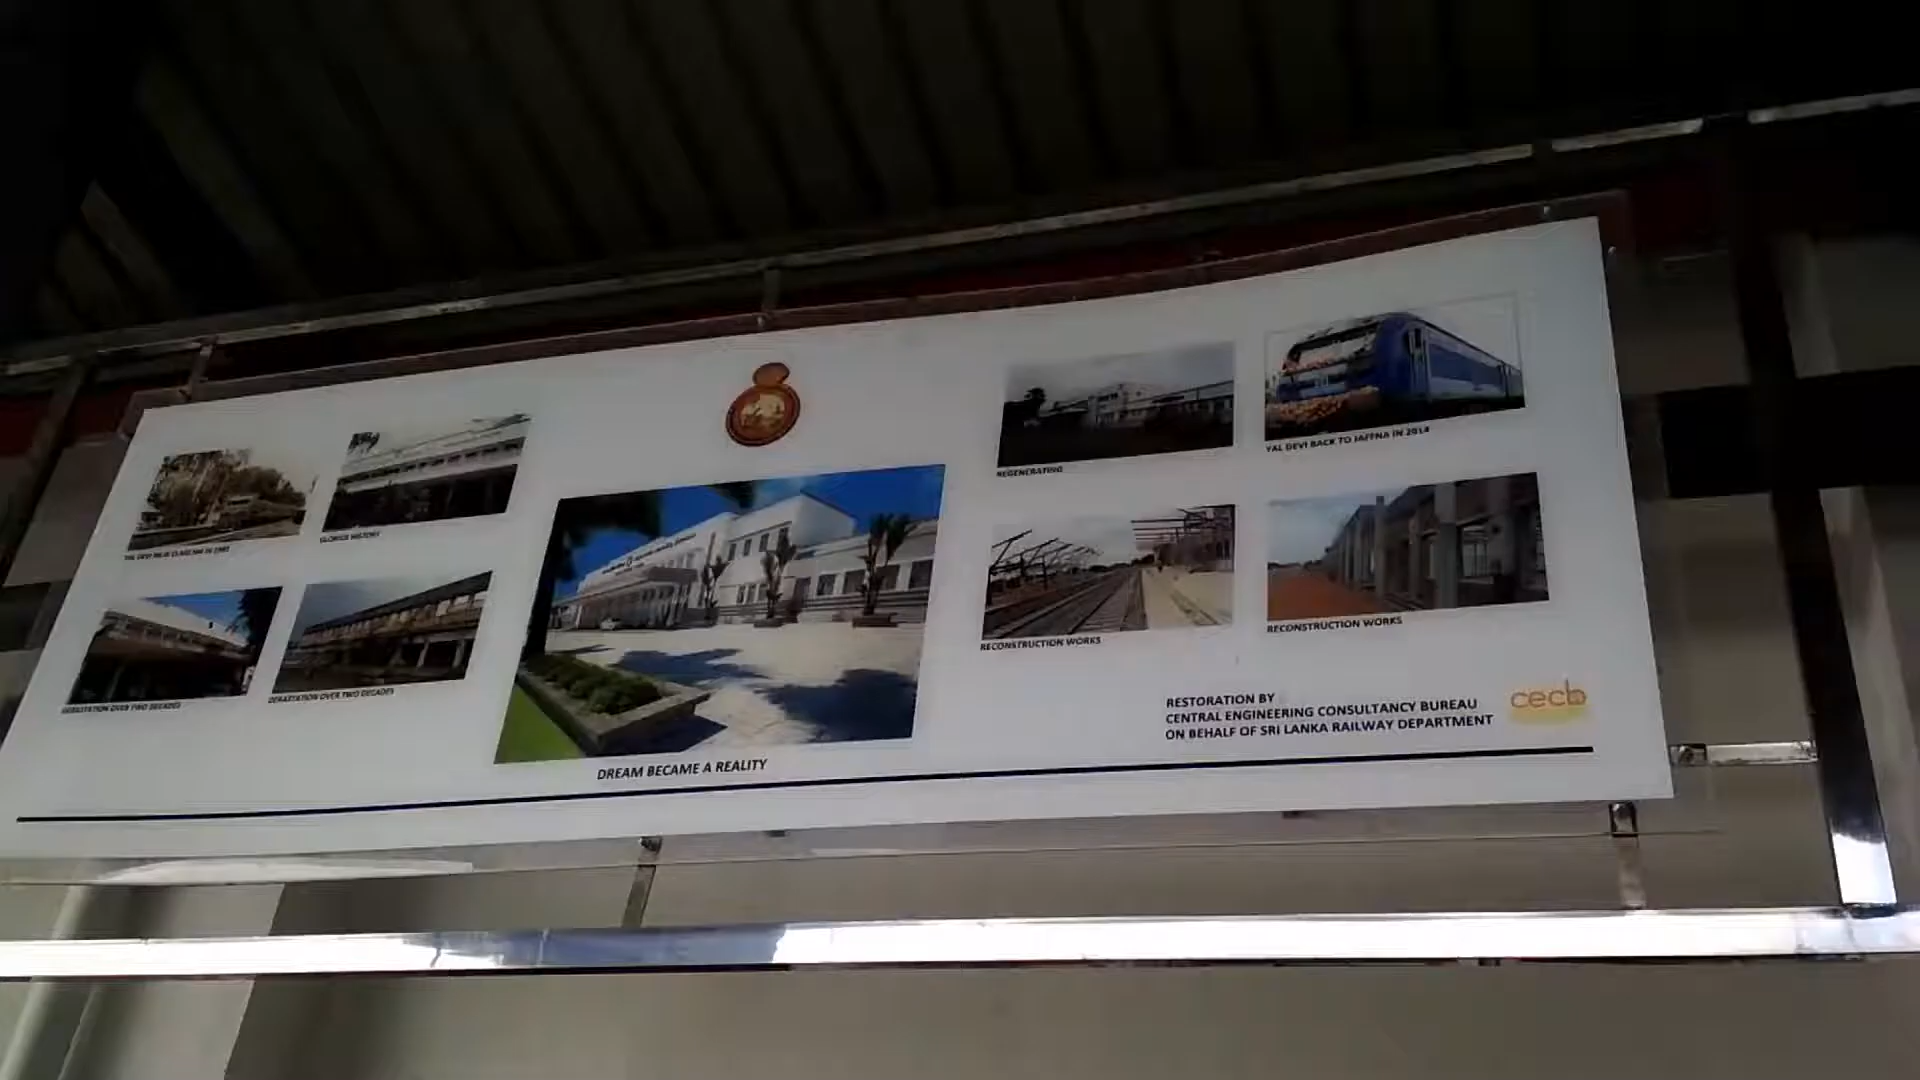 GLORIUS HISTORY
DEVASTATION OVER TWO DECADES
DEVASTATION OVER TWO DECADES
DREAM BECAME A REALITY
REGENERATING
YAL DEVI BACK TO JAFFNA IN 2014
RECONSTRUCTION WORKS
RECONSTRUCTION WORKS
RESTORATION BY
CENTRAL ENGINEERING CONSULTANCY BUREAU
ON BEHALF OF SRI LANKA RAILWAY DEPARTMENT
cecb